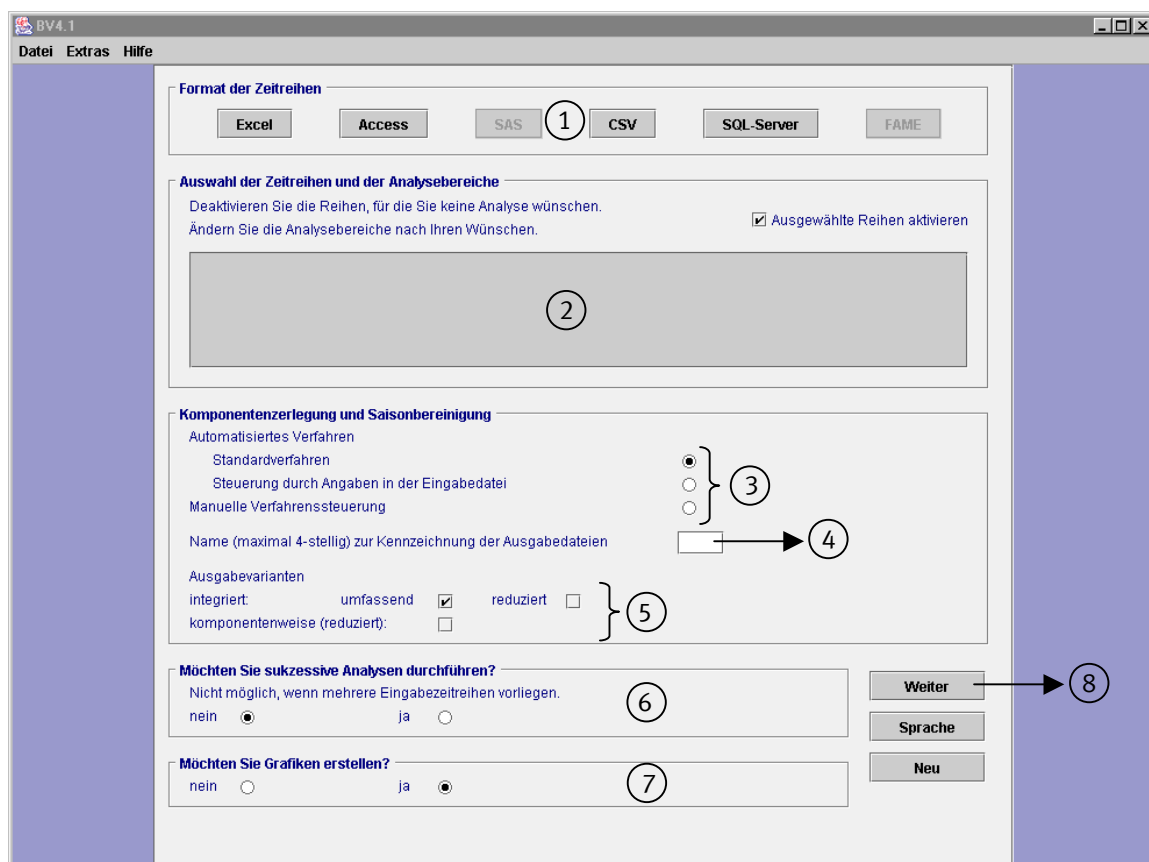 BV4.1
Datei Extras Hilfe
Format der Zeitreihen
Excel Access SAS 1 CSV SQL-Server FAME
Auswahl der Zeitreihen und der Analysebereiche
Deaktivieren Sie die Reihen, für die Sie keine Analyse wünschen.
Ausgewählte Reihen aktivieren
Ändern Sie die Analysebereiche nach Ihren Wünschen.
2
Komponentenzerlegung und Saisonbereinigung
Automatisiertes Verfahren
Standardverfahren
Steuerung durch Angaben in der Eingabedatei
3
Manuelle Verfahrenssteuerung
Name (maximal 4-stellig) zur Kennzeichnung der Ausgabedateien
4
Ausgabevarianten
integriert: umfassend reduziert
5
komponentenweise (reduziert):
Möchten Sie sukzessive Analysen durchführen?
Nicht möglich, wenn mehrere Eingabezeitreihen vorliegen.
6
nein ja
Weiter 8
Sprache
Möchten Sie Grafiken erstellen?
nein ja
7
Neu